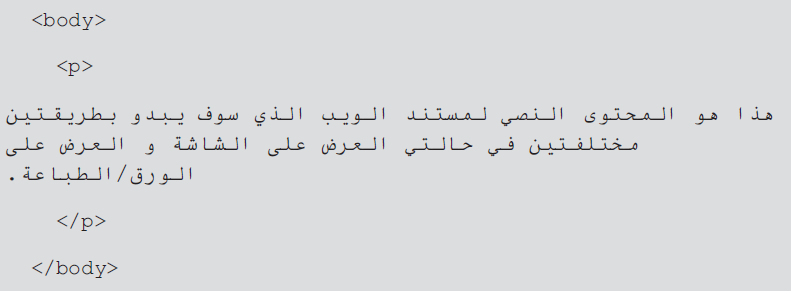 <body>
<p>
هذا هو المحتوى النصي لمستند الويب الذي سوف يبدو بطريقتين
مختلفتين في حالتي العرض على الشاشة و العرض على
الورق/الطباعة.
</p>
</body>